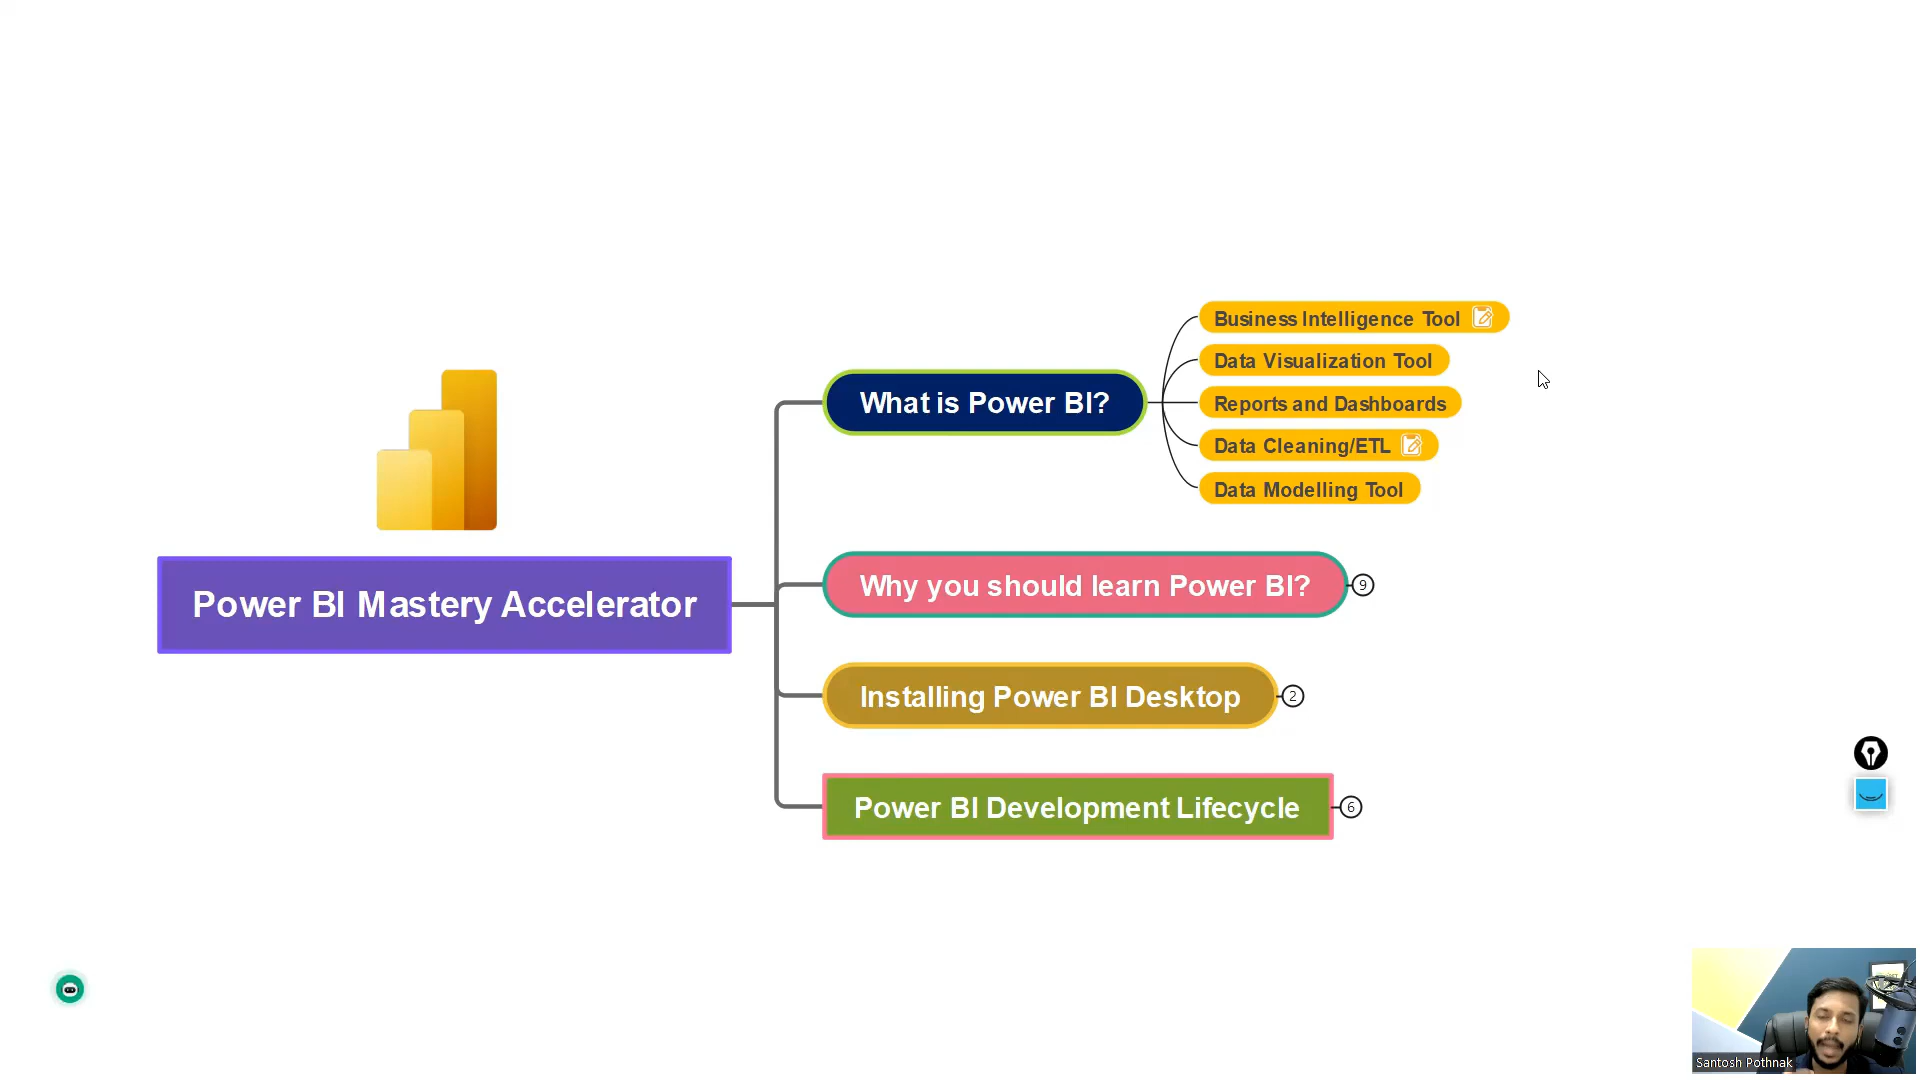 Business Intelligence Tool
Data Visualization Tool
What is Power BI?
Reports and Dashboards
Data Cleaning/ETL
Data Modelling Tool
Power BI Mastery Accelerator
Why you should learn Power BI?
9
Installing Power BI Desktop
2
Power BI Development Lifecycle
6
Santosh Pothnak